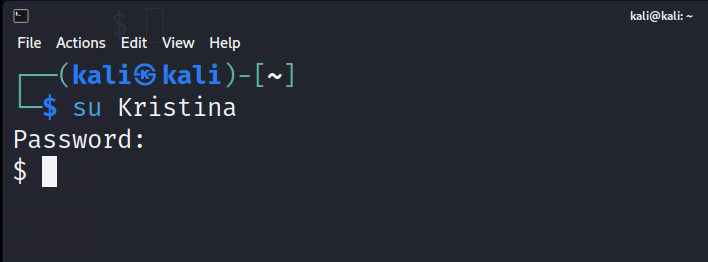 kali@kali: ~
File Actions Edit View Help
┌──(kali㉿kali)-[~]
└─$ su Kristina
Password:
$